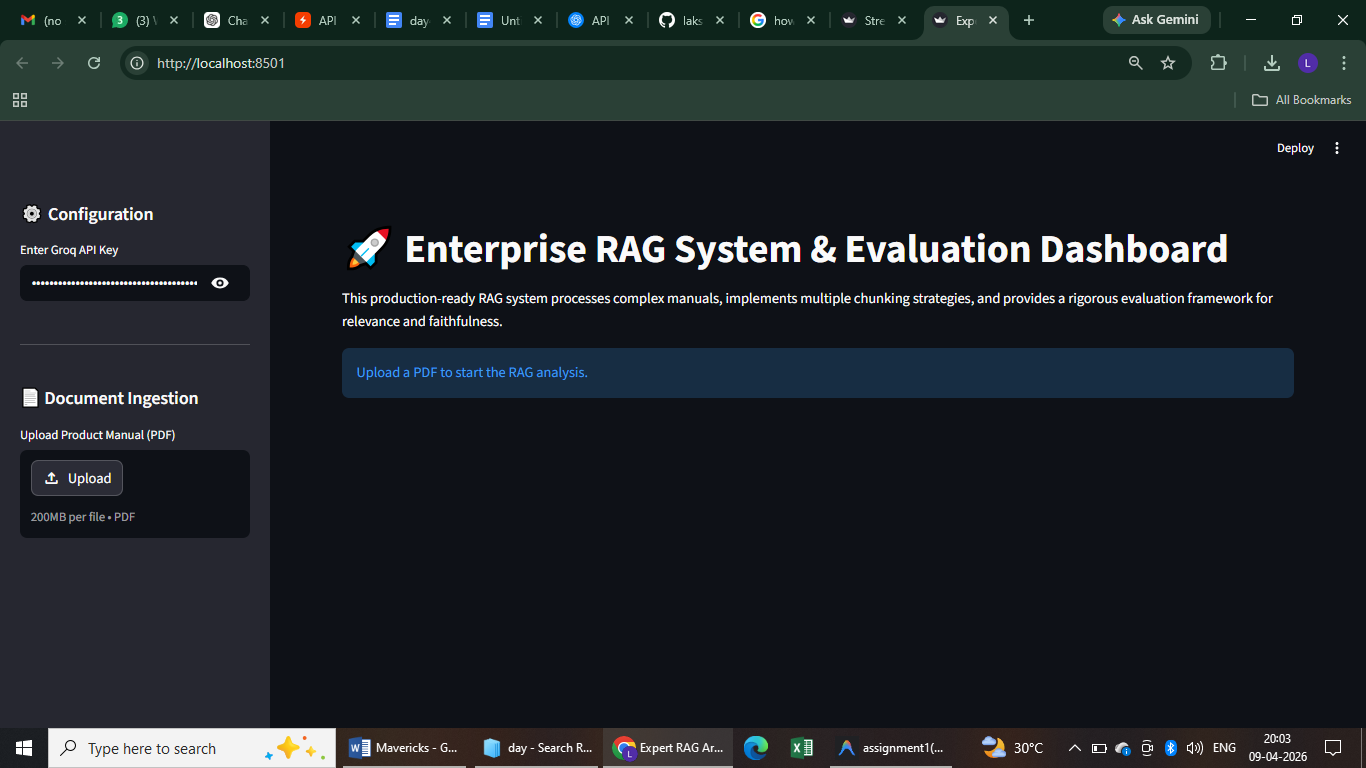 (no
(3) \
Cha
API
day
Unt
API
laks
how
Stre
Exp
Ask Gemini
http://localhost:8501
L
All Bookmarks
Deploy
Configuration
Enter Groq API Key
Document Ingestion
Upload Product Manual (PDF)
Upload
200MB per file • PDF
Enterprise RAG System & Evaluation Dashboard
This production-ready RAG system processes complex manuals, implements multiple chunking strategies, and provides a rigorous evaluation framework for
relevance and faithfulness.
Upload a PDF to start the RAG analysis.
Type here to search
Mavericks - G...
day - Search R...
Expert RAG Ar...
assignment1(...
30°C
ENG
20:03
09-04-2026